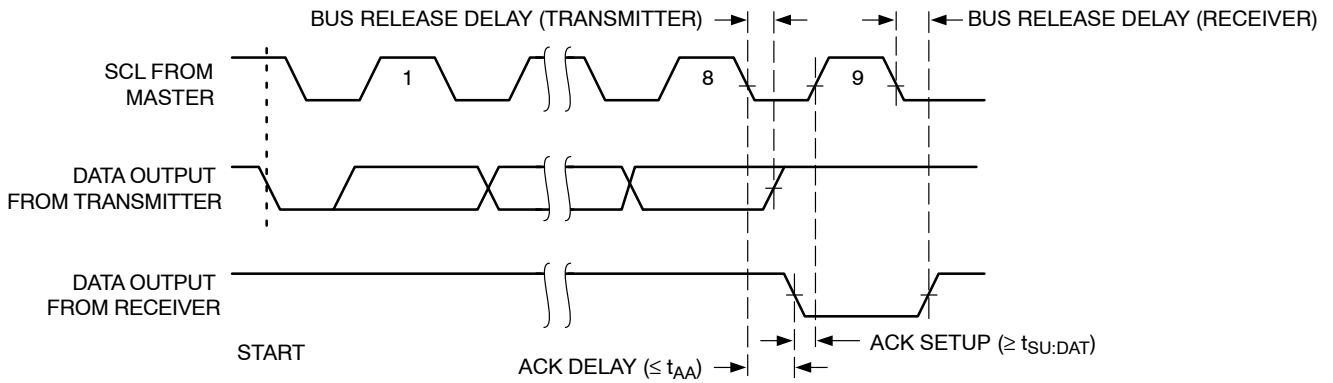 BUS RELEASE DELAY (TRANSMITTER)
BUS RELEASE DELAY (RECEIVER)
SCL FROM
MASTER
1
8
9
DATA OUTPUT
FROM TRANSMITTER
DATA OUTPUT
FROM RECEIVER
START
ACK SETUP (≥ tSU:DAT)
ACK DELAY (≤ tAA)